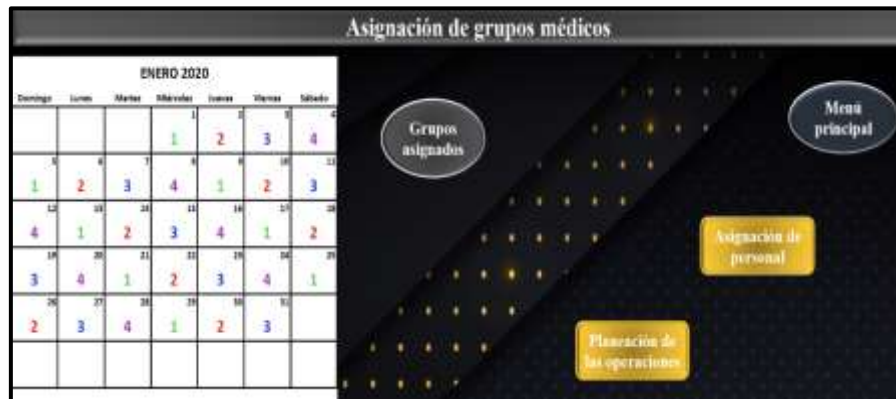 Asignación de grupos médicos
ENERO 2020
Domingo Lunes Martes Miércoles Jueves Viernes Sábado
1 2 3 4
1 2 3 4
5 6 7 8 9 10 11
1 2 3 4 1 2 3
12 13 14 15 16 17 18
4 1 2 3 4 1 2
19 20 21 22 23 24 25
3 4 1 2 3 4 1
26 27 28 29 30 31
2 3 4 1 2 3
Grupos
asignados
Menú
principal
Asignación de
personal
Planeación de
las operaciones